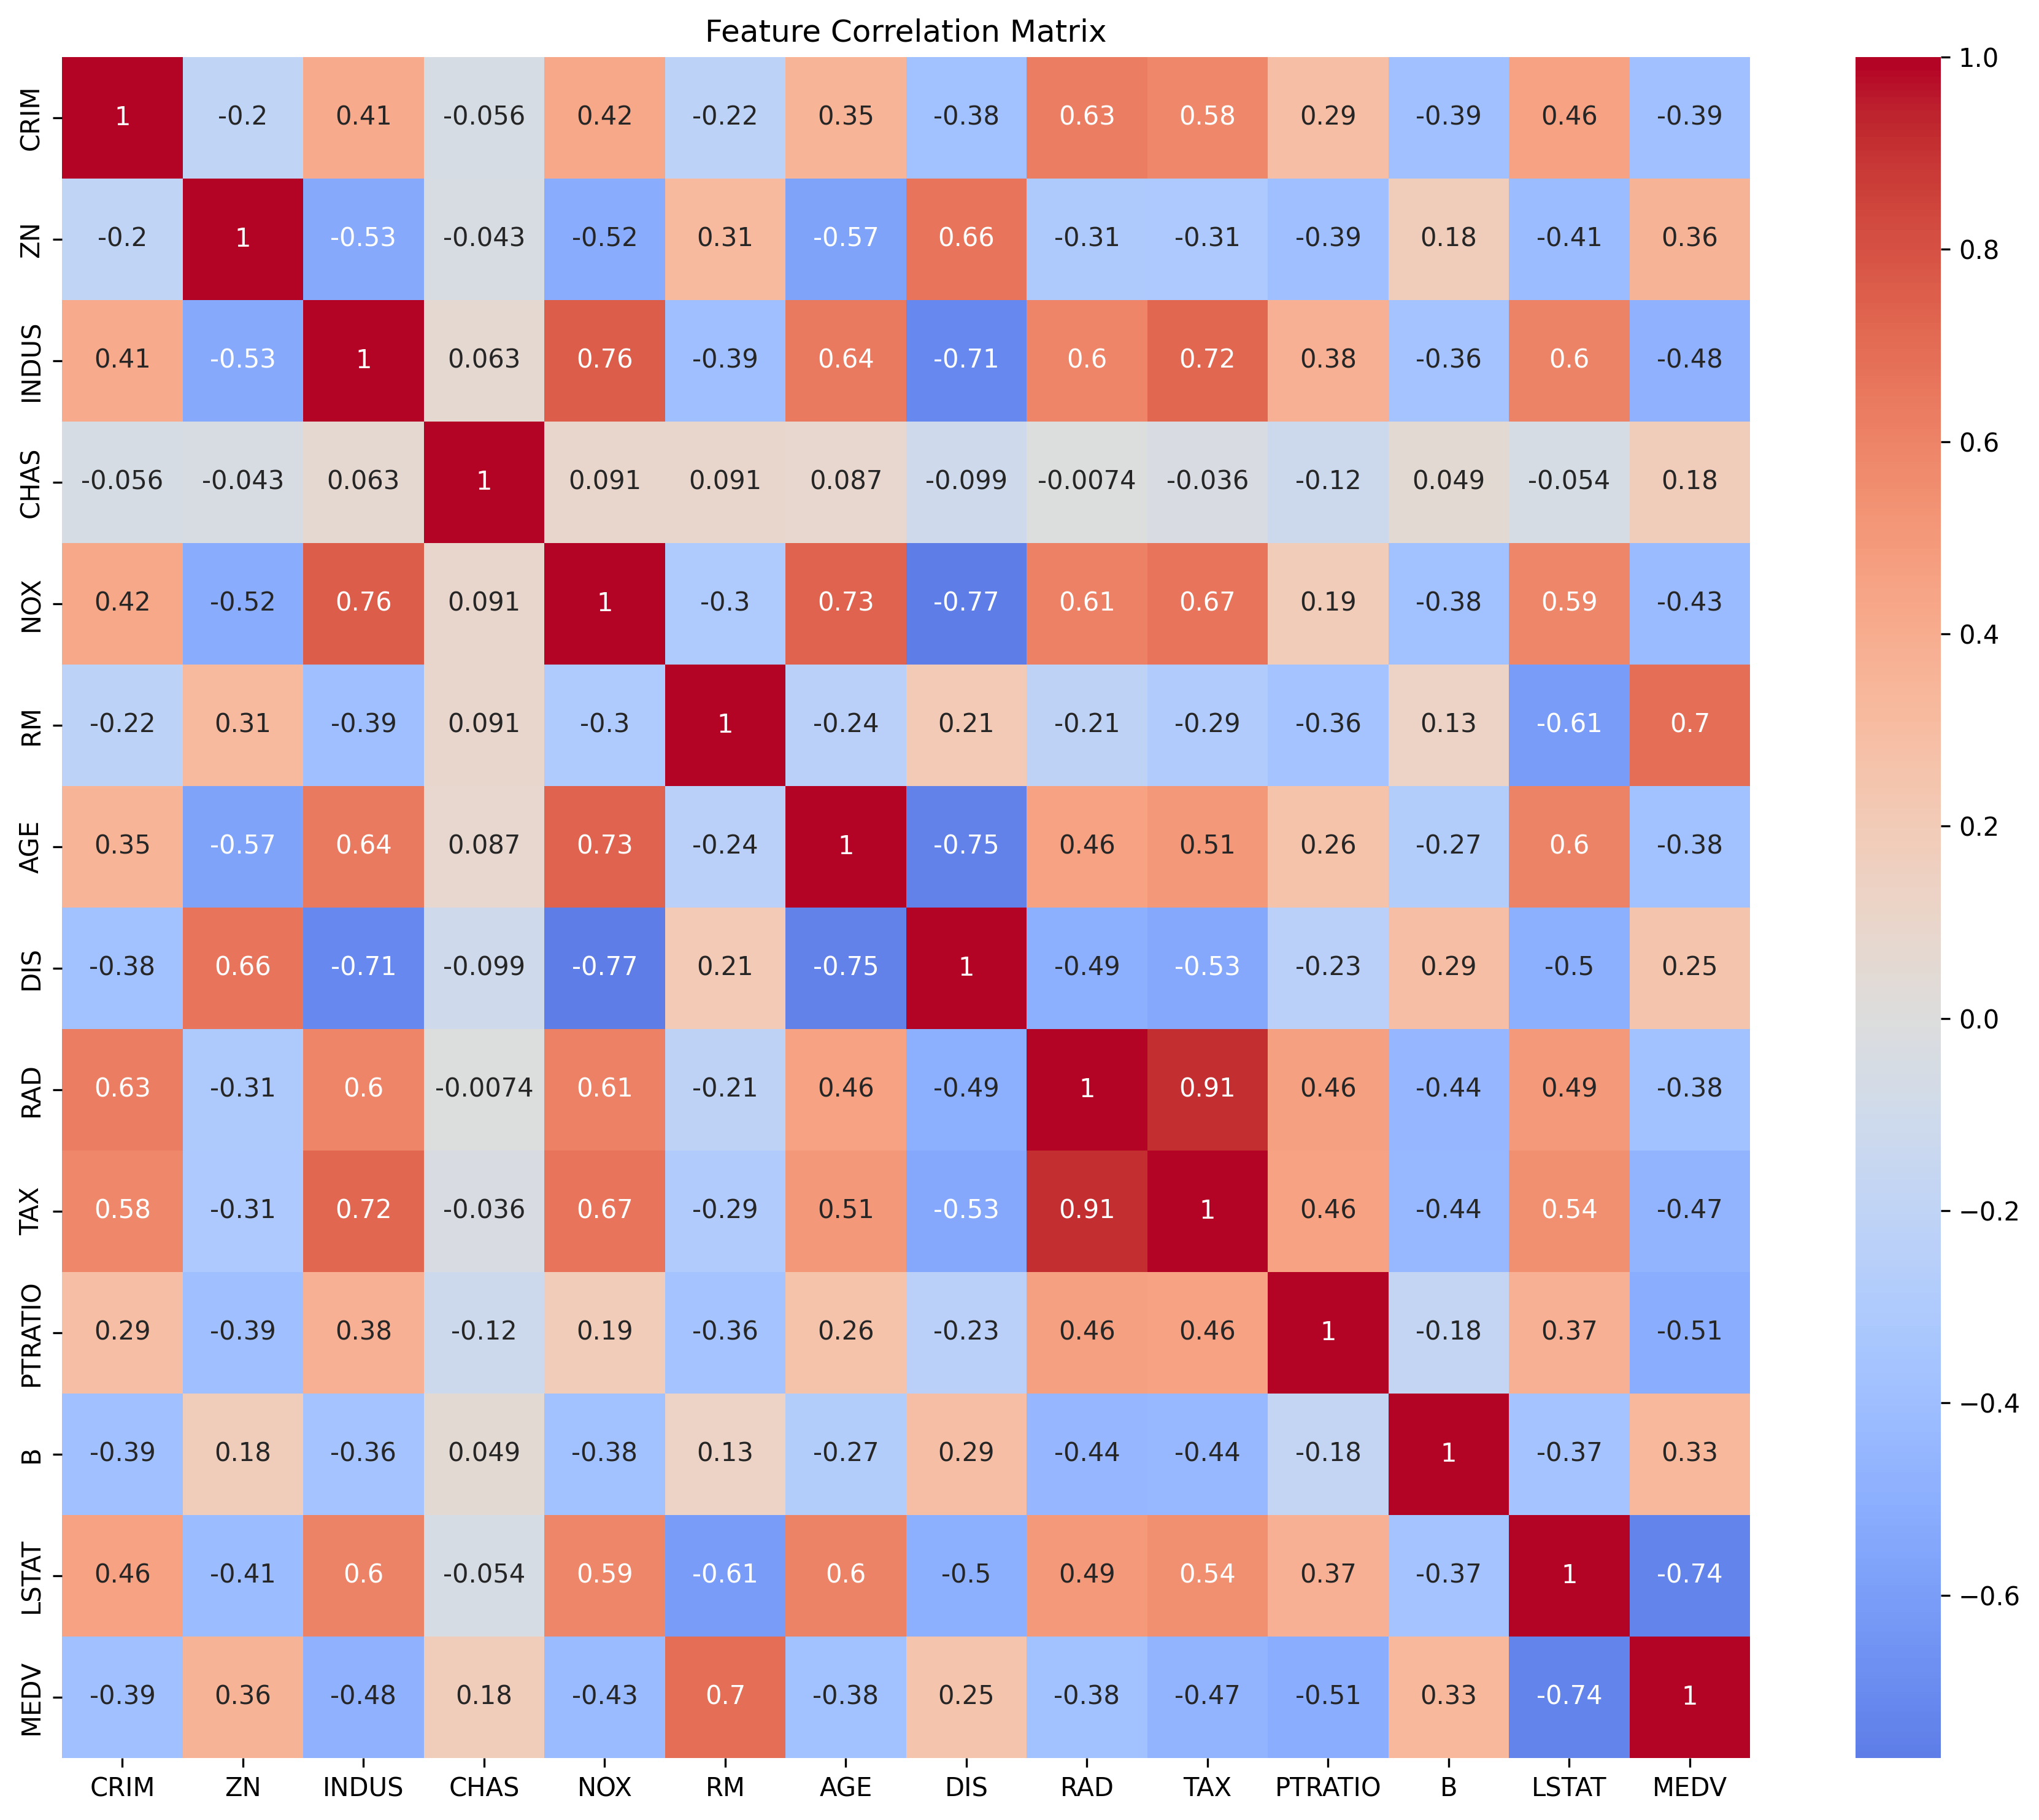 Feature Correlation Matrix
CRIM 1 -0.2 0.41 -0.056 0.42 -0.22 0.35 -0.38 0.63 0.58 0.29 -0.39 0.46 -0.39
ZN -0.2 1 -0.53 -0.043 -0.52 0.31 -0.57 0.66 -0.31 -0.31 -0.39 0.18 -0.41 0.36
INDUS 0.41 -0.53 1 0.063 0.76 -0.39 0.64 -0.71 0.6 0.72 0.38 -0.36 0.6 -0.48
CHAS -0.056 -0.043 0.063 1 0.091 0.091 0.087 -0.099 -0.0074 -0.036 -0.12 0.049 -0.054 0.18
NOX 0.42 -0.52 0.76 0.091 1 -0.3 0.73 -0.77 0.61 0.67 0.19 -0.38 0.59 -0.43
RM -0.22 0.31 -0.39 0.091 -0.3 1 -0.24 0.21 -0.21 -0.29 -0.36 0.13 -0.61 0.7
AGE 0.35 -0.57 0.64 0.087 0.73 -0.24 1 -0.75 0.46 0.51 0.26 -0.27 0.6 -0.38
DIS -0.38 0.66 -0.71 -0.099 -0.77 0.21 -0.75 1 -0.49 -0.53 -0.23 0.29 -0.5 0.25
RAD 0.63 -0.31 0.6 -0.0074 0.61 -0.21 0.46 -0.49 1 0.91 0.46 -0.44 0.49 -0.38
TAX 0.58 -0.31 0.72 -0.036 0.67 -0.29 0.51 -0.53 0.91 1 0.46 -0.44 0.54 -0.47
PTRATIO 0.29 -0.39 0.38 -0.12 0.19 -0.36 0.26 -0.23 0.46 0.46 1 -0.18 0.37 -0.51
B -0.39 0.18 -0.36 0.049 -0.38 0.13 -0.27 0.29 -0.44 -0.44 -0.18 1 -0.37 0.33
LSTAT 0.46 -0.41 0.6 -0.054 0.59 -0.61 0.6 -0.5 0.49 0.54 0.37 -0.37 1 -0.74
MEDV -0.39 0.36 -0.48 0.18 -0.43 0.7 -0.38 0.25 -0.38 -0.47 -0.51 0.33 -0.74 1
CRIM ZN INDUS CHAS NOX RM AGE DIS RAD TAX PTRATIO B LSTAT MEDV
1.0
0.8
0.6
0.4
0.2
0.0
−0.2
−0.4
−0.6